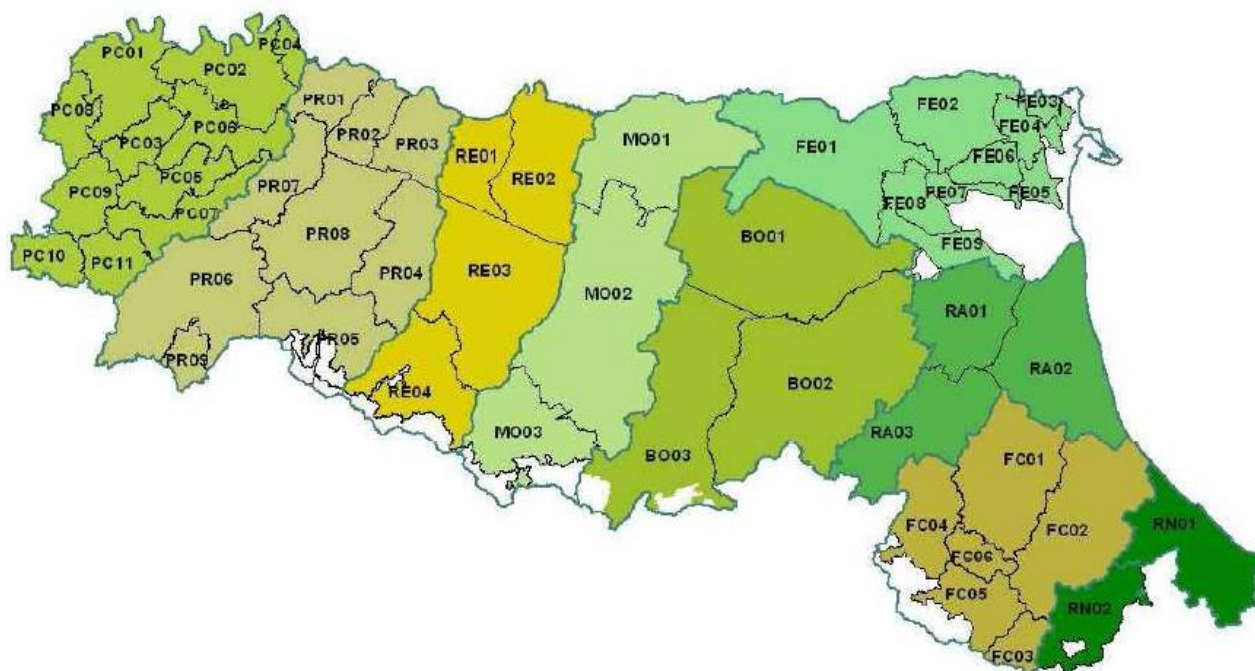 PC01
PC02
PC04
PC08
PC03
PC06
PC09
PC05
PC07
PC10
PC11
PR01
PR02
PR03
PR07
PR08
PR04
PR06
PR05
PR09
RE01
RE02
RE03
RE04
MO01
MO02
MO03
BO01
BO02
BO03
FE01
FE02
FE03
FE04
FE06
FE05
FE07
FE08
FE09
RA01
RA02
RA03
FC01
FC02
FC04
FC06
FC05
FC03
RN01
RN02